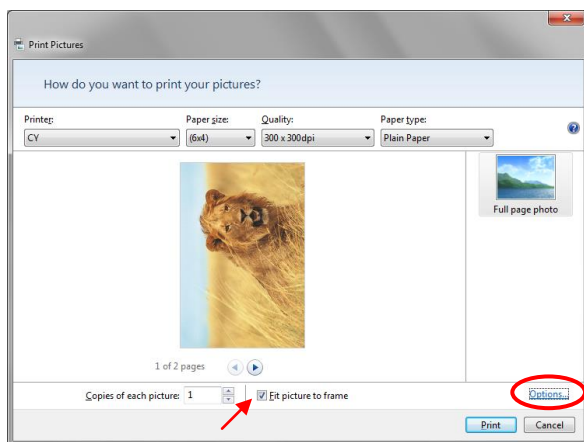 Print Pictures
How do you want to print your pictures?
Printer: Paper size: Quality: Paper type:
CY (6x4) 300 x 300dpi Plain Paper
Full page photo
1 of 2 pages
Copies of each picture: 1 Fit picture to frame Options...
Print Cancel